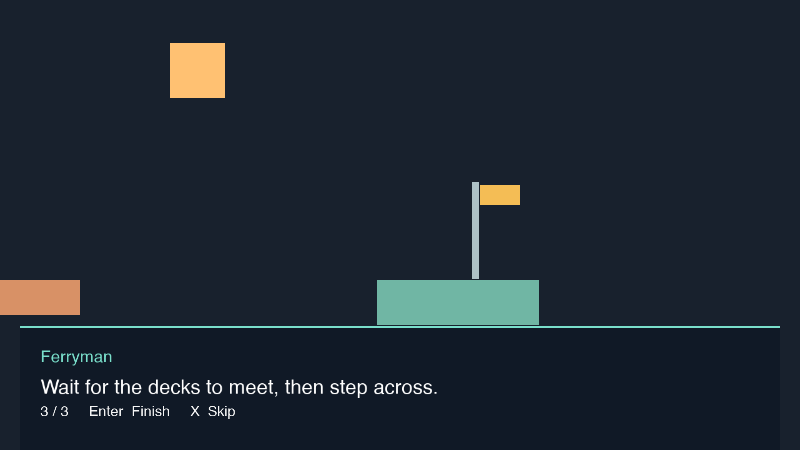 Ferryman
Wait for the decks to meet, then step across.
3 / 3 Enter Finish X Skip